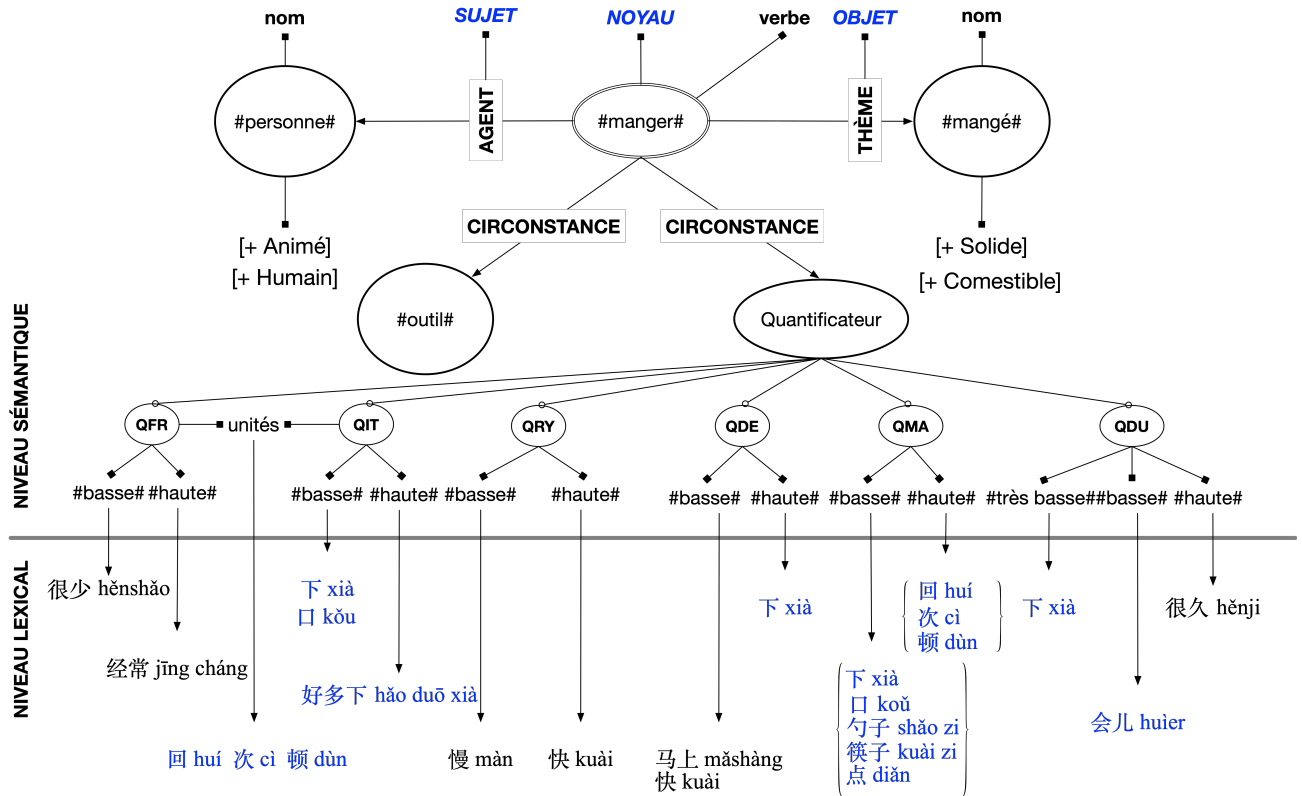 nom
SUJET
NOYAU
verbe
OBJET
nom
#personne#
AGENT
#manger#
THÈME
#mangé#
CIRCONSTANCE
CIRCONSTANCE
[+ Animé]
[+ Humain]
[+ Solide]
[+ Comestible]
#outil#
Quantificateur
NIVEAU SÉMANTIQUE
QFR
unités
QIT
QRY
QDE
QMA
QDU
#basse# #haute#
#basse# #haute#
#basse# #haute#
#basse# #haute#
#basse# #haute#
#très basse# #basse# #haute#
NIVEAU LEXICAL
很少 hěnshǎo
经常 jīng cháng
回 huí 次 cì 顿 dùn
下 xià
口 kǒu
好多下 hǎo duō xià
慢 màn
快 kuài
马上 mǎshàng
快 kuài
下 xià
下 xià
口 koǔ
勺子 shǎo zi
筷子 kuài zi
点 diǎn
回 huí
次 cì
顿 dùn
下 xià
会儿 huìer
很久 hěnji